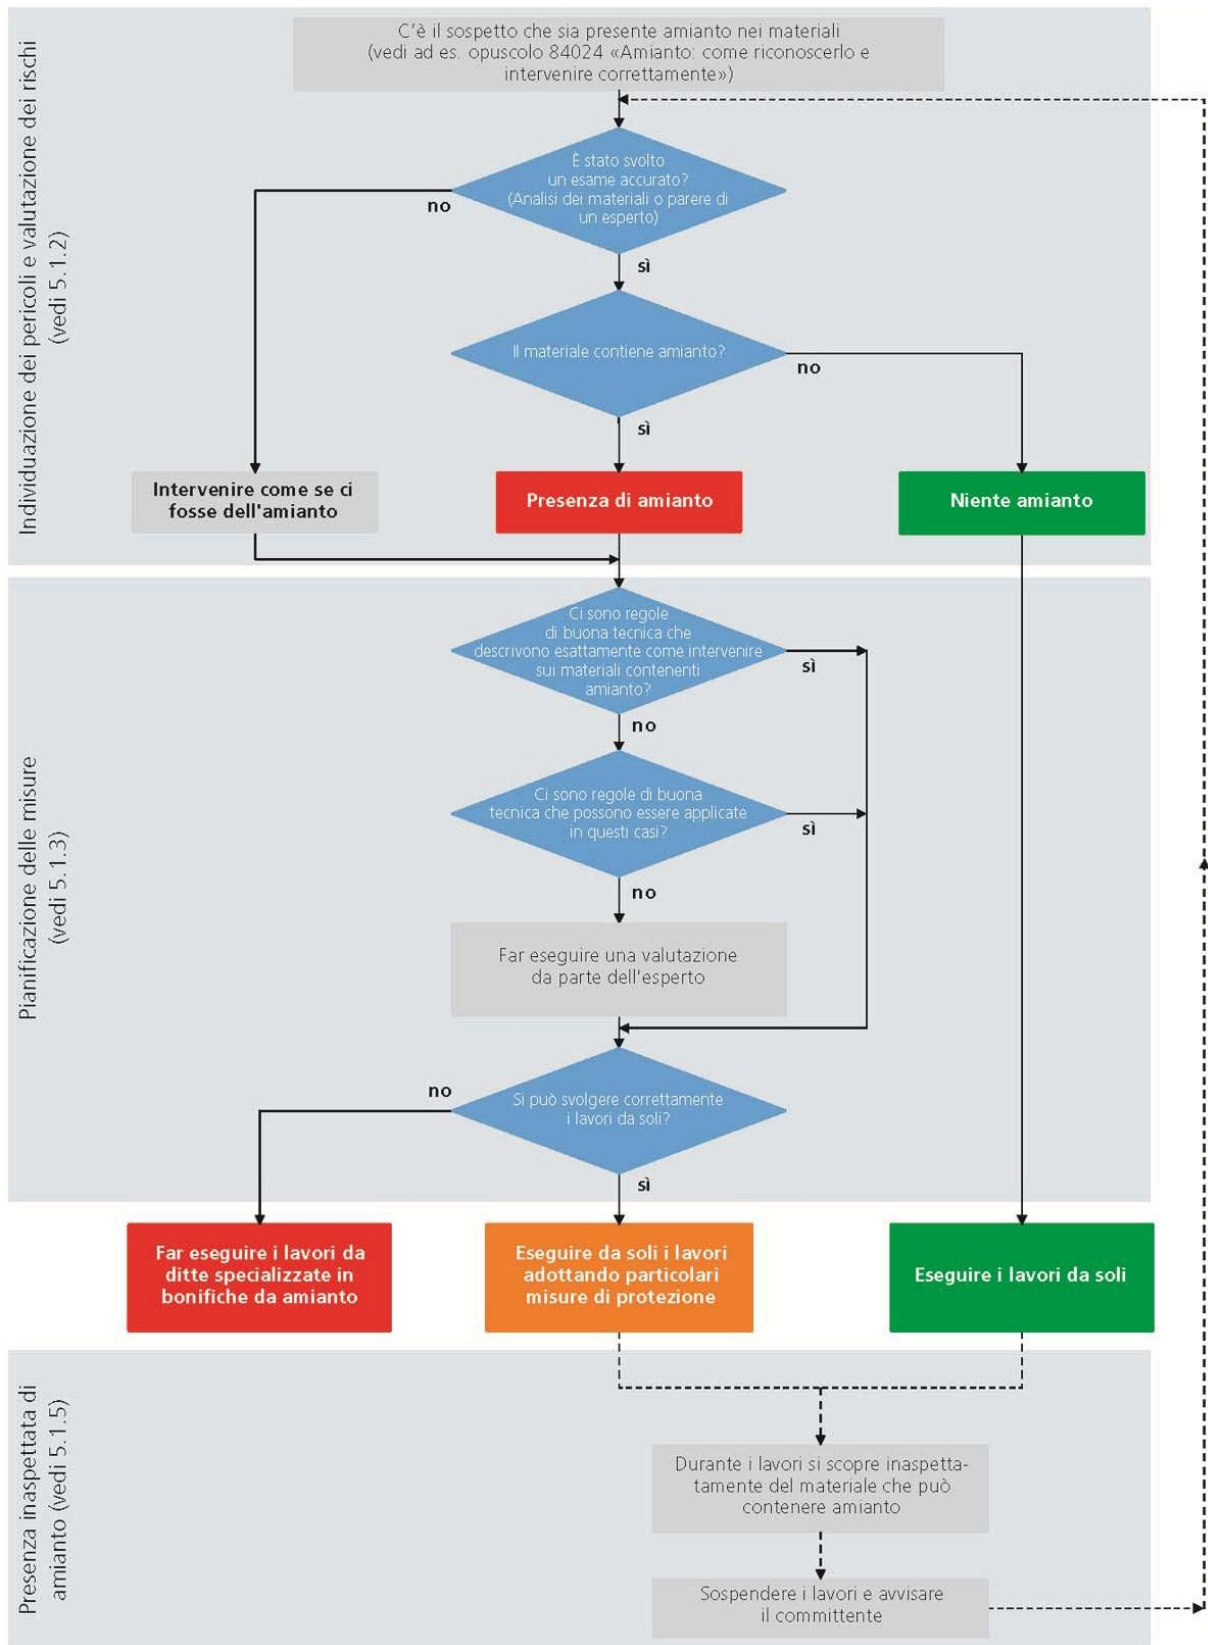 Individuazione dei pericoli e valutazione dei rischi
(vedi 5.1.2)
C'è il sospetto che sia presente amianto nei materiali
(vedi ad es. opuscolo 84024 «Amianto: come riconoscerlo e
intervenire correttamente»)
È stato svolto
un esame accurato?
(Analisi dei materiali o parere di
un esperto)
no
sì
Il materiale contiene amianto?
no
sì
Intervenire come se ci
fosse dell'amianto
Presenza di amianto
Niente amianto
Pianificazione delle misure
(vedi 5.1.3)
Ci sono regole
di buona tecnica che
descrivono esattamente come intervenire
sui materiali contenenti
amianto?
sì
no
Ci sono regole di buona
tecnica che possono essere applicate
in questi casi?
sì
no
Far eseguire una valutazione
da parte dell'esperto
Si può svolgere correttamente
i lavori da soli?
no
sì
Far eseguire i lavori da
ditte specializzate in
bonifiche da amianto
Eseguire da soli i lavori
adottando particolari
misure di protezione
Eseguire i lavori da soli
Presenza inaspettata di
amianto (vedi 5.1.5)
Durante i lavori si scopre inaspetta-
tamente del materiale che può
contenere amianto
Sospendere i lavori e avvisare
il committente